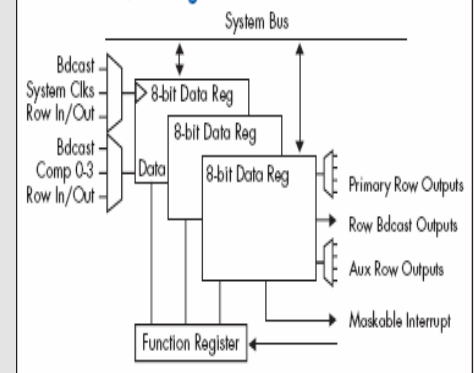 System Bus
Bdcast
System Clks
Row In/Out
Bdcast
Comp 0-3
Row In/Out
8-bit Data Reg
8-bit Data Reg
8-bit Data Reg
Data
Primary Row Outputs
Row Bdcast Outputs
Aux Row Outputs
Maskable Interrupt
Function Register